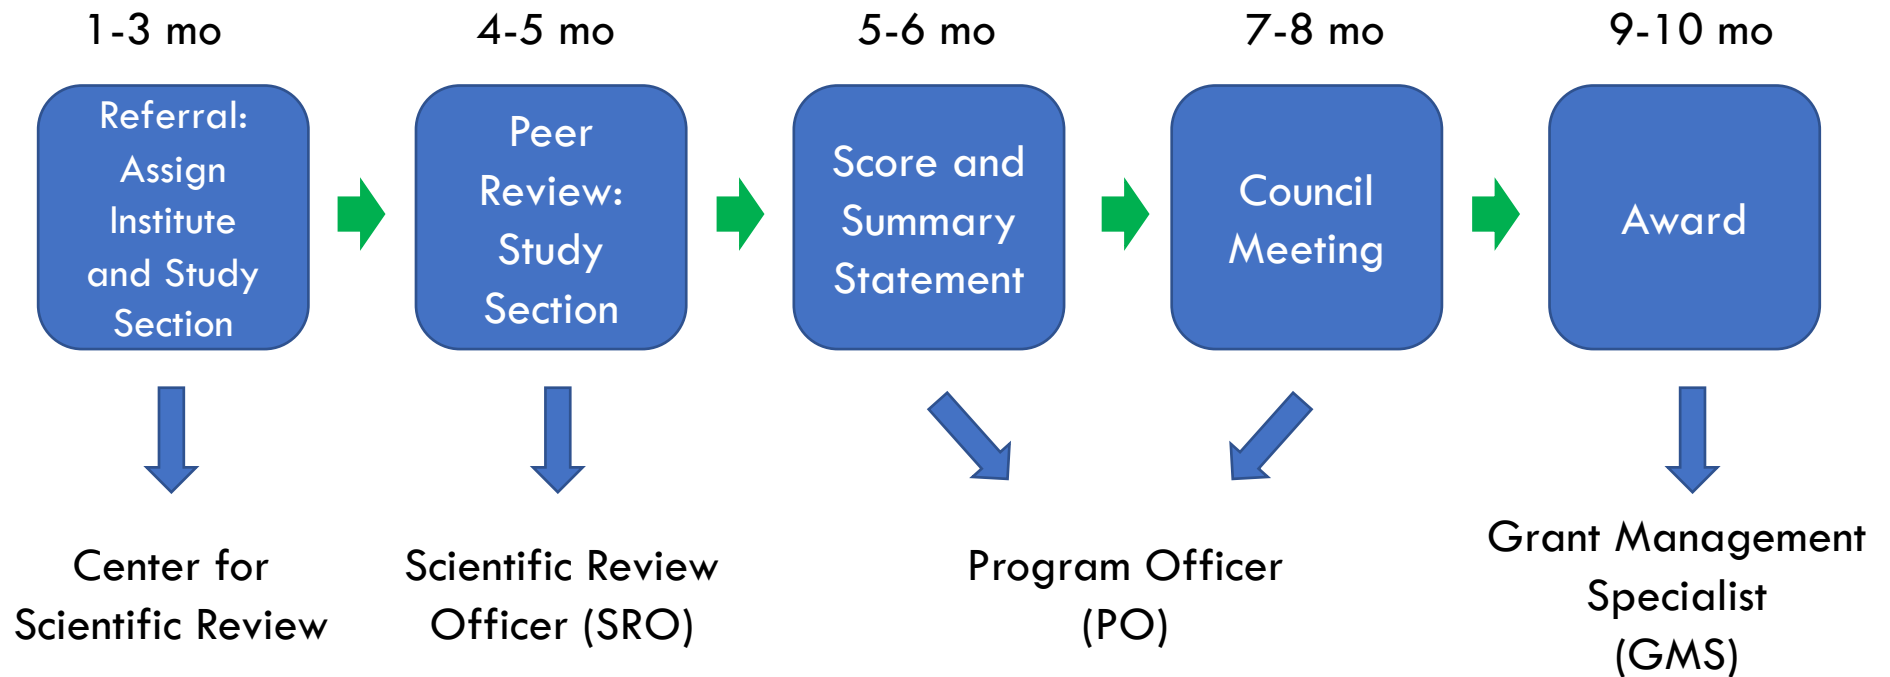 1-3 mo
4-5 mo
5-6 mo
7-8 mo
9-10 mo
Referral:
Assign
Institute
and Study
Section
Peer
Review:
Study
Section
Score and
Summary
Statement
Council
Meeting
Award
Center for
Scientific Review
Scientific Review
Officer (SRO)
Program Officer
(PO)
Grant Management
Specialist
(GMS)